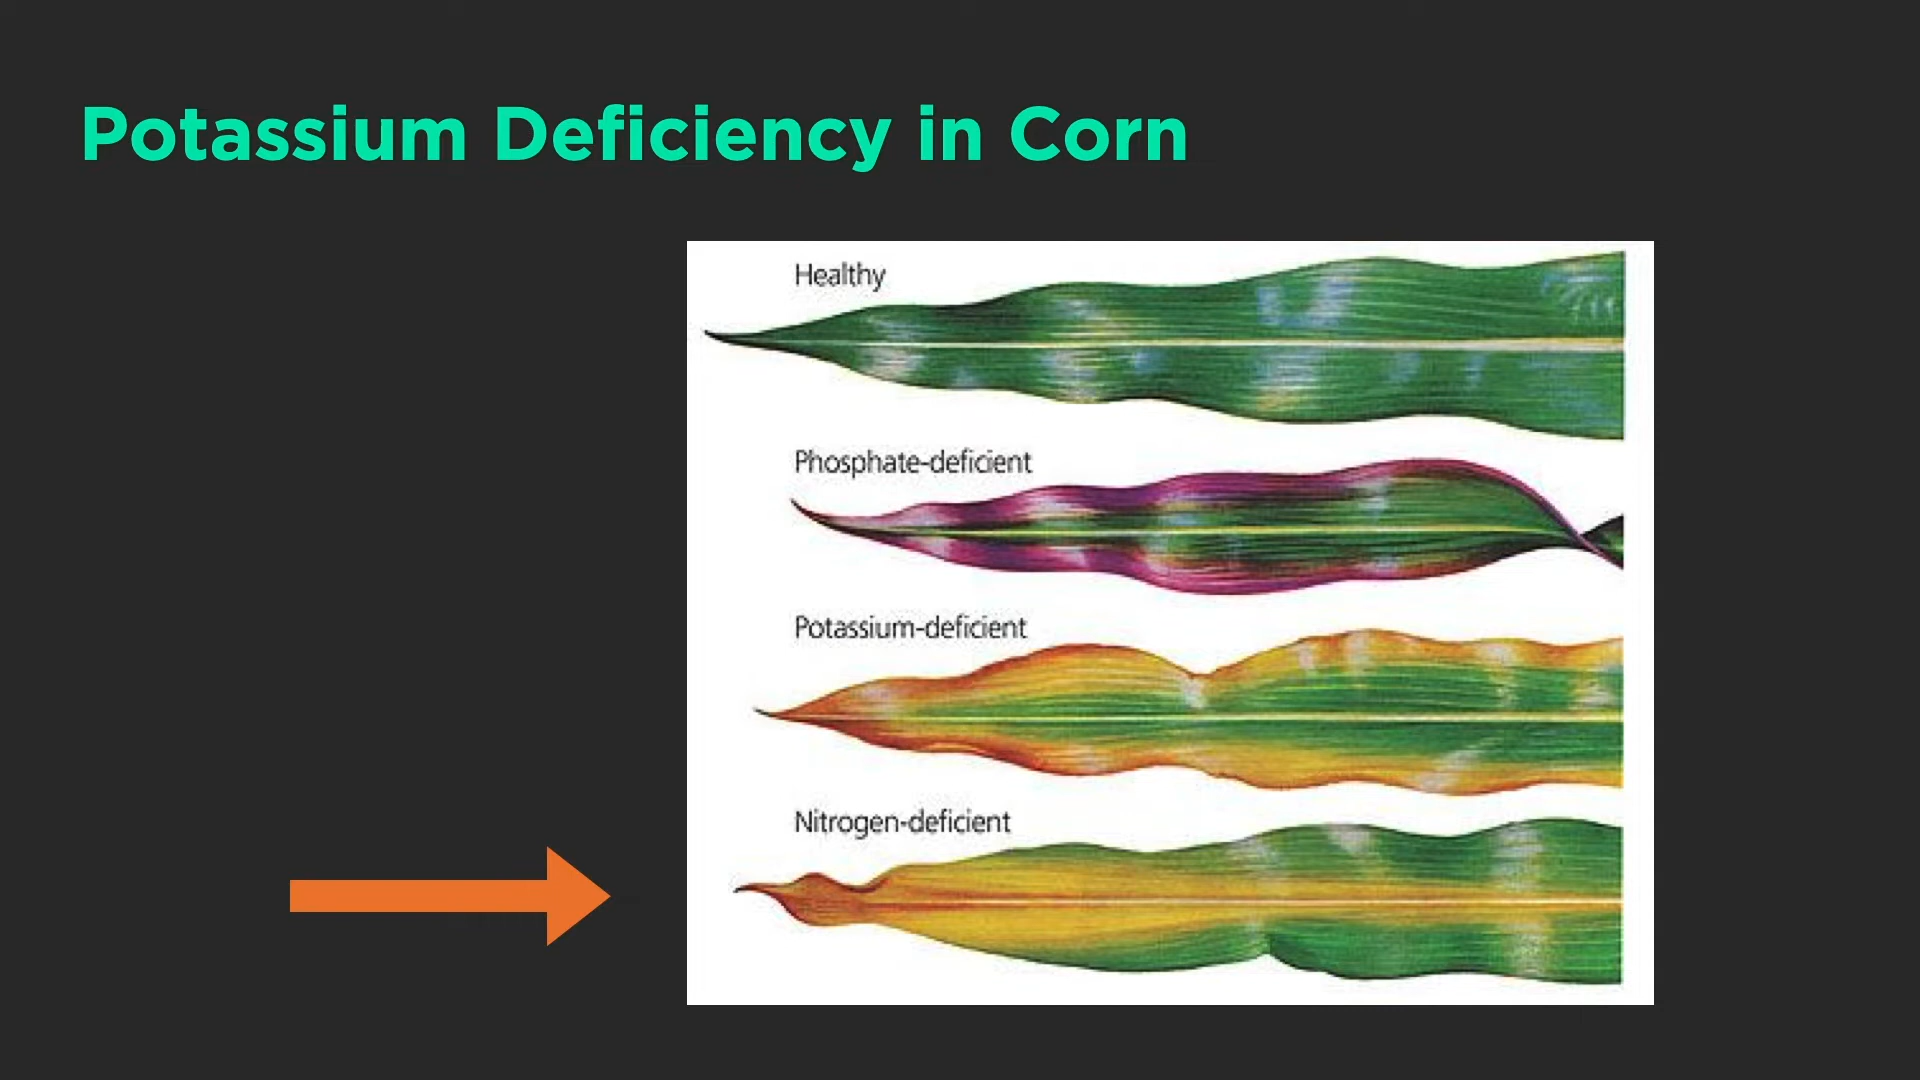 Potassium Deficiency in Corn
Healthy
Phosphate-deficient
Potassium-deficient
Nitrogen-deficient